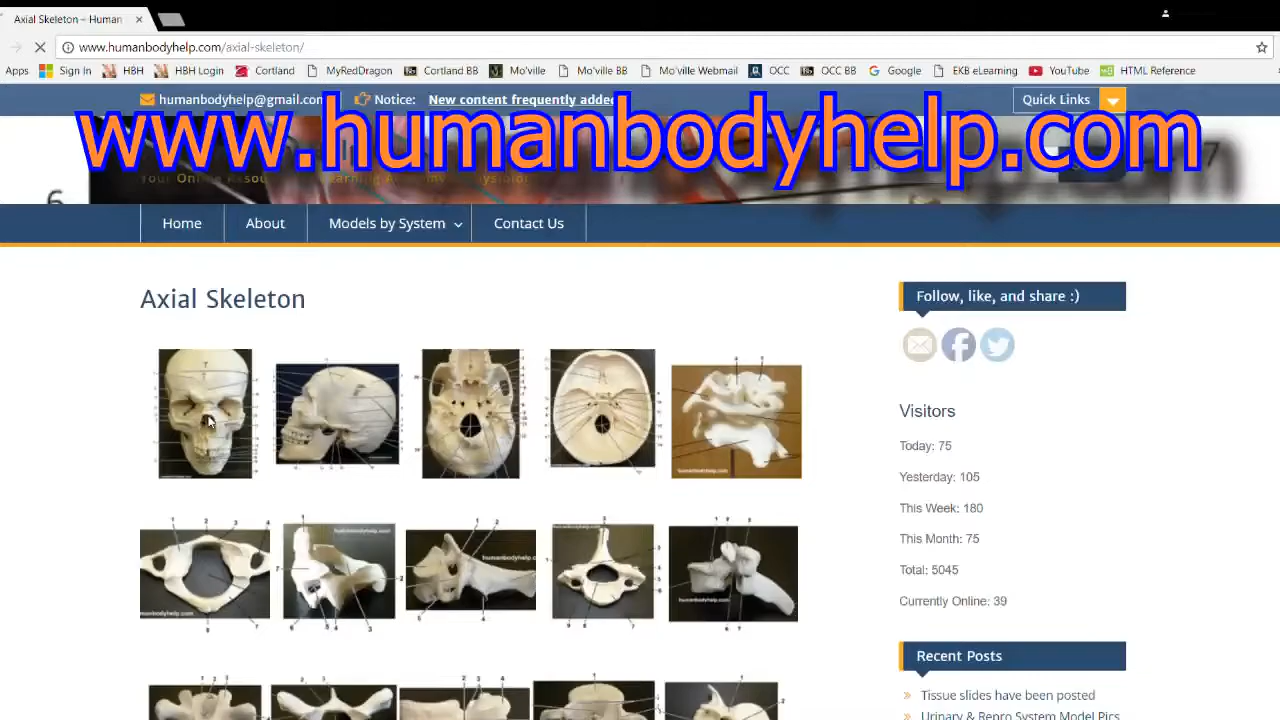 Axial Skeleton – Human
www.humanbodyhelp.com/axial-skeleton/
Apps Sign In HBH HBH Login Cortland MyRedDragon Cortland BB Mo'ville Mo'ville BB Mo'ville Webmail OCC OCC BB Google EKB eLearning YouTube HTML Reference
humanbodyhelp@gmail.com Notice: New content frequently added Quick Links
www.humanbodyhelp.com
Home About Models by System Contact Us
Axial Skeleton
Follow, like, and share :)
Visitors
Today: 75
Yesterday: 105
This Week: 180
This Month: 75
Total: 5045
Currently Online: 39
Recent Posts
Tissue slides have been posted
Urinary & Repro System Model Pics